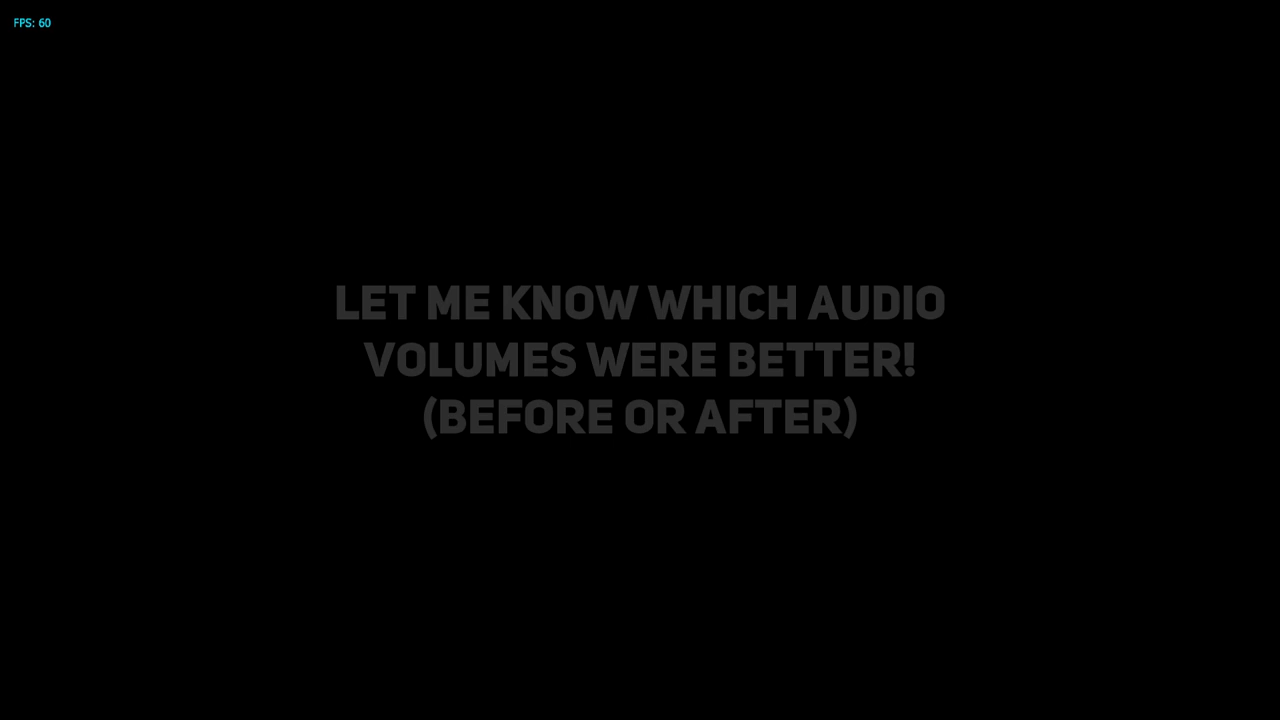 FPS: 60
LET ME KNOW WHICH AUDIO
VOLUMES WERE BETTER!
(BEFORE OR AFTER)